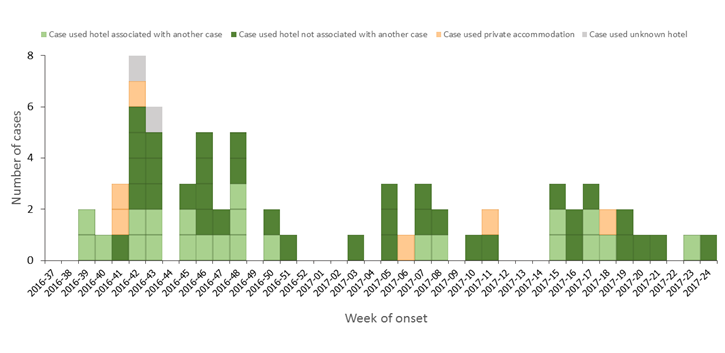 Case used hotel associated with another case Case used hotel not associated with another case Case used private accommodation Case used unknown hotel
8
6
4
2
0
Number of cases
2016-37 2016-38 2016-39 2016-40 2016-41 2016-42 2016-43 2016-44 2016-45 2016-46 2016-47 2016-48 2016-49 2016-50 2016-51 2016-52 2017-01 2017-02 2017-03 2017-04 2017-05 2017-06 2017-07 2017-08 2017-09 2017-10 2017-11 2017-12 2017-13 2017-14 2017-15 2017-16 2017-17 2017-18 2017-19 2017-20 2017-21 2017-22 2017-23 2017-24
Week of onset